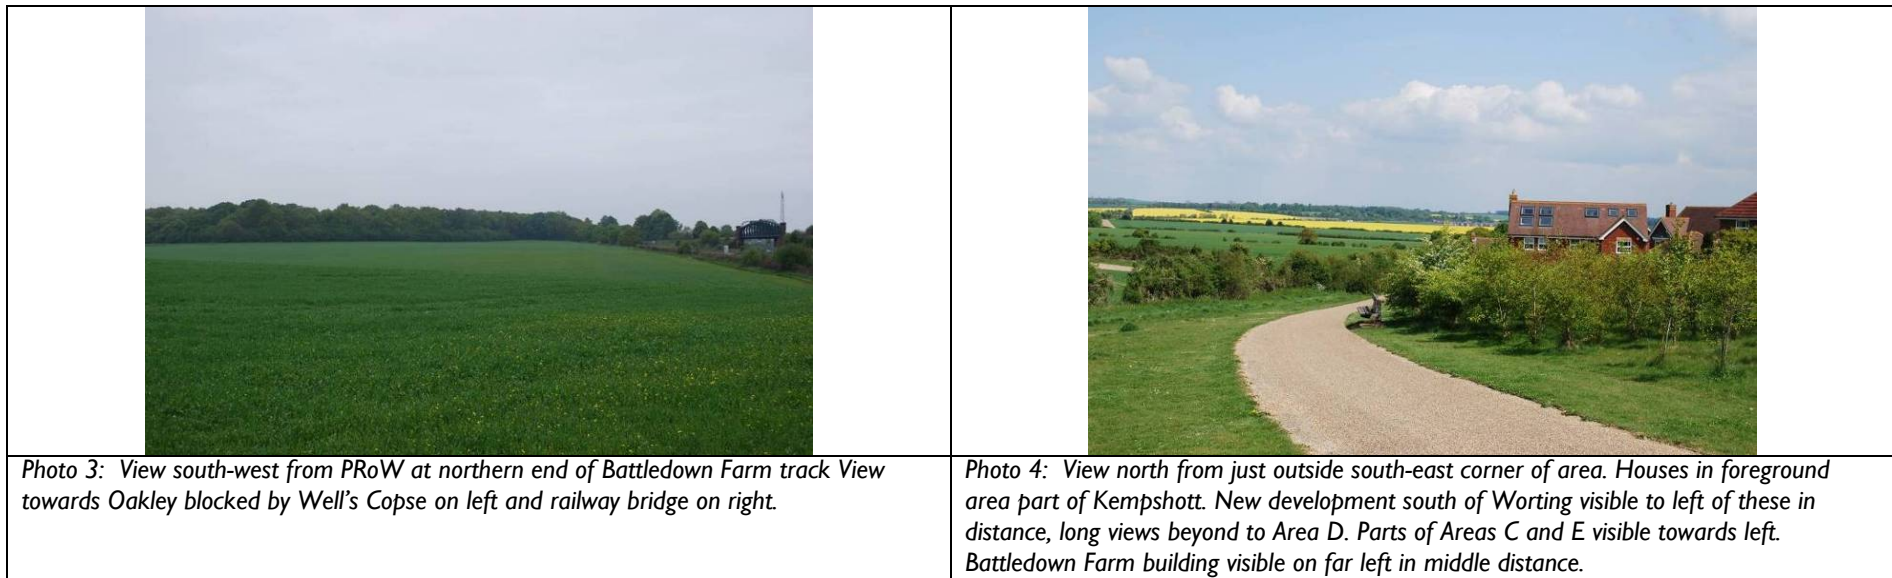 Photo 3:  View south-west from PRoW at northern end of Battledown Farm track View
towards Oakley blocked by Well’s Copse on left and railway bridge on right.
Photo 4:  View north from just outside south-east corner of area. Houses in foreground
area part of Kempshott. New development south of Worting visible to left of these in
distance, long views beyond to Area D. Parts of Areas C and E visible towards left.
Battledown Farm building visible on far left in middle distance.